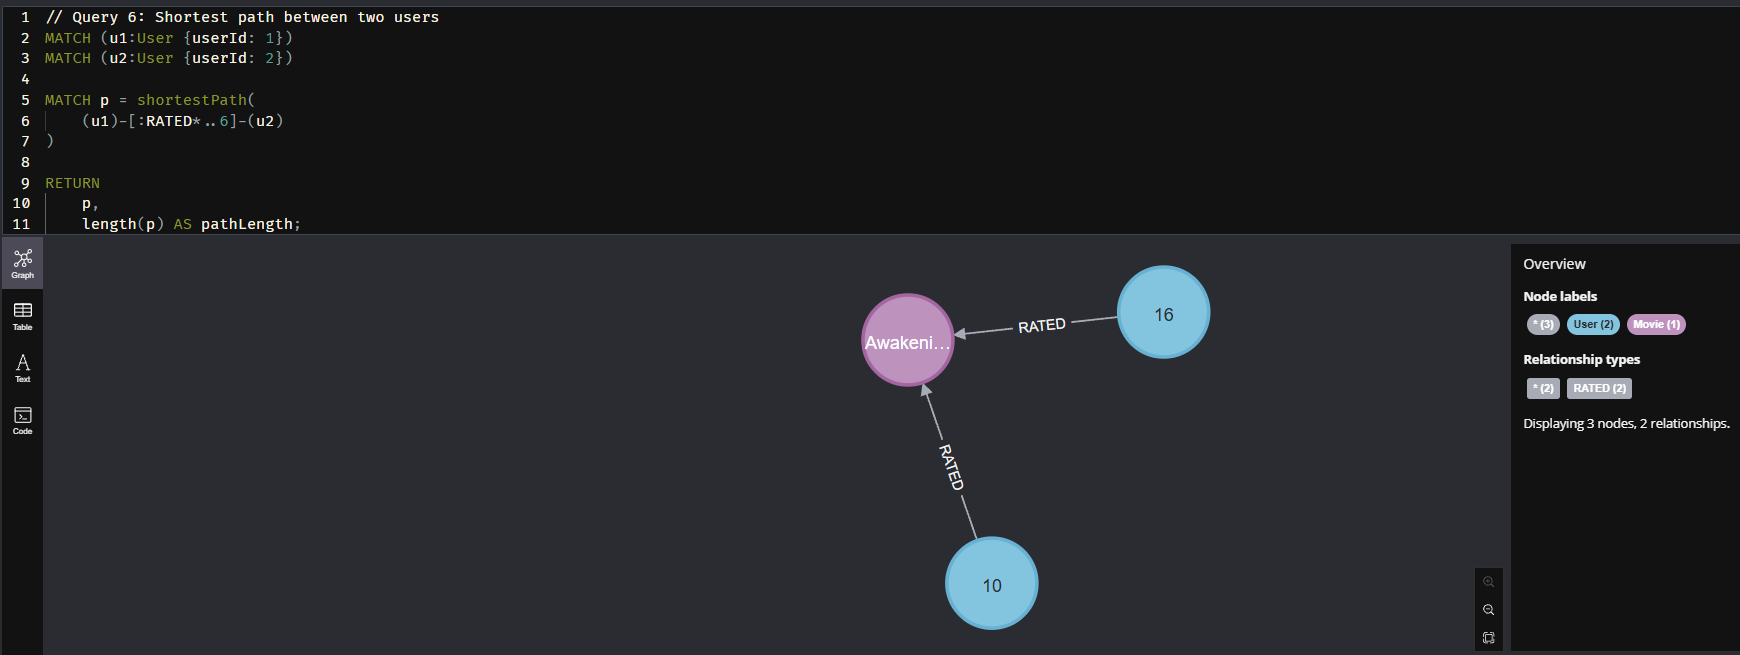 1 // Query 6: Shortest path between two users
2 MATCH (u1:User {userId: 1})
3 MATCH (u2:User {userId: 2})
4
5 MATCH p = shortestPath(
6 (u1)-[:RATED*..6]-(u2)
7 )
8
9 RETURN
10 p,
11 length(p) AS pathLength;
Graph
Table
Text
Code
Awakeni...
RATED
16
RATED
10
Overview
Node labels
* (3) User (2) Movie (1)
Relationship types
* (2) RATED (2)
Displaying 3 nodes, 2 relationships.